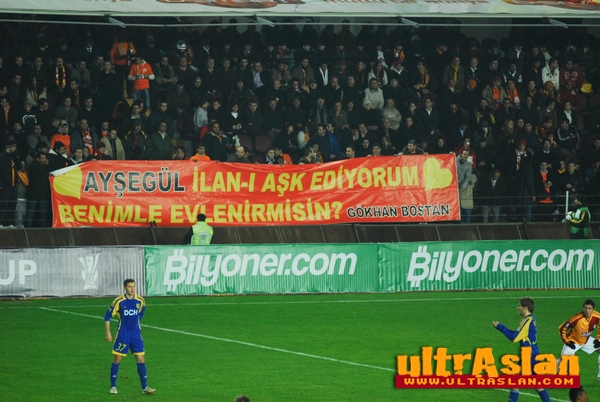 AYŞEGÜL İLAN-I AŞK EDİYORUM
BENİMLE EVLENİRMİSİN? GÖKHAN BOSTAN
UP
Bilyoner.com Bilyoner.com
DCH
37
ultrAslan
WWW.ULTRASLAN.COM